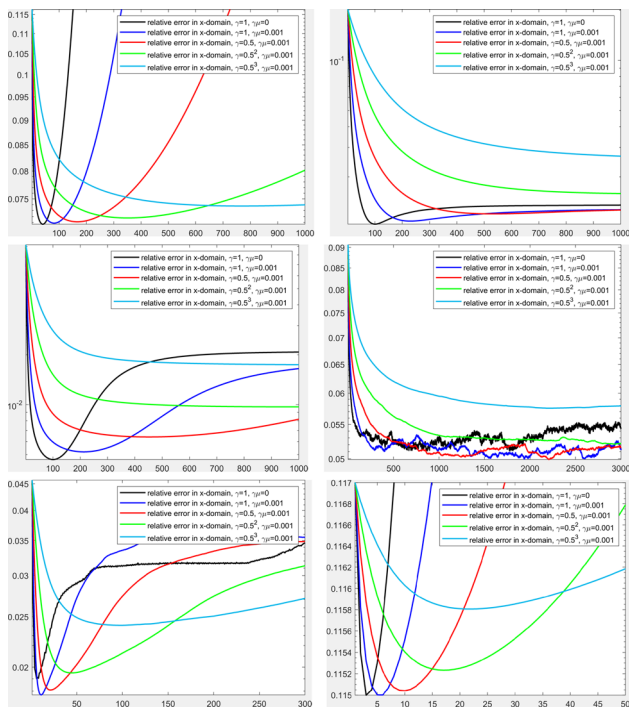 0.115
0.11
0.105
0.1
0.095
0.09
0.085
0.08
0.075
100 200 300 400 500 600 700 800 900 1000
relative error in x-domain, γ=1, γμ=0
relative error in x-domain, γ=1, γμ=0.001
relative error in x-domain, γ=0.5, γμ=0.001
relative error in x-domain, γ=0.5², γμ=0.001
relative error in x-domain, γ=0.5³, γμ=0.001
10⁻¹
100 200 300 400 500 600 700 800 900 1000
relative error in x-domain, γ=1, γμ=0
relative error in x-domain, γ=1, γμ=0.001
relative error in x-domain, γ=0.5, γμ=0.001
relative error in x-domain, γ=0.5², γμ=0.001
relative error in x-domain, γ=0.5³, γμ=0.001
10⁻²
100 200 300 400 500 600 700 800 900 1000
relative error in x-domain, γ=1, γμ=0
relative error in x-domain, γ=1, γμ=0.001
relative error in x-domain, γ=0.5, γμ=0.001
relative error in x-domain, γ=0.5², γμ=0.001
relative error in x-domain, γ=0.5³, γμ=0.001
0.09
0.085
0.08
0.075
0.07
0.065
0.06
0.055
0.05
500 1000 1500 2000 2500 3000
relative error in x-domain, γ=1, γμ=0
relative error in x-domain, γ=1, γμ=0.001
relative error in x-domain, γ=0.5, γμ=0.001
relative error in x-domain, γ=0.5², γμ=0.001
relative error in x-domain, γ=0.5³, γμ=0.001
0.045
0.04
0.035
0.03
0.025
0.02
50 100 150 200 250 300
relative error in x-domain, γ=1, γμ=0
relative error in x-domain, γ=1, γμ=0.001
relative error in x-domain, γ=0.5, γμ=0.001
relative error in x-domain, γ=0.5², γμ=0.001
relative error in x-domain, γ=0.5³, γμ=0.001
0.117
0.1168
0.1166
0.1164
0.1162
0.116
0.1158
0.1156
0.1154
0.1152
0.115
5 10 15 20 25 30 35 40 45 50
relative error in x-domain, γ=1, γμ=0
relative error in x-domain, γ=1, γμ=0.001
relative error in x-domain, γ=0.5, γμ=0.001
relative error in x-domain, γ=0.5², γμ=0.001
relative error in x-domain, γ=0.5³, γμ=0.001